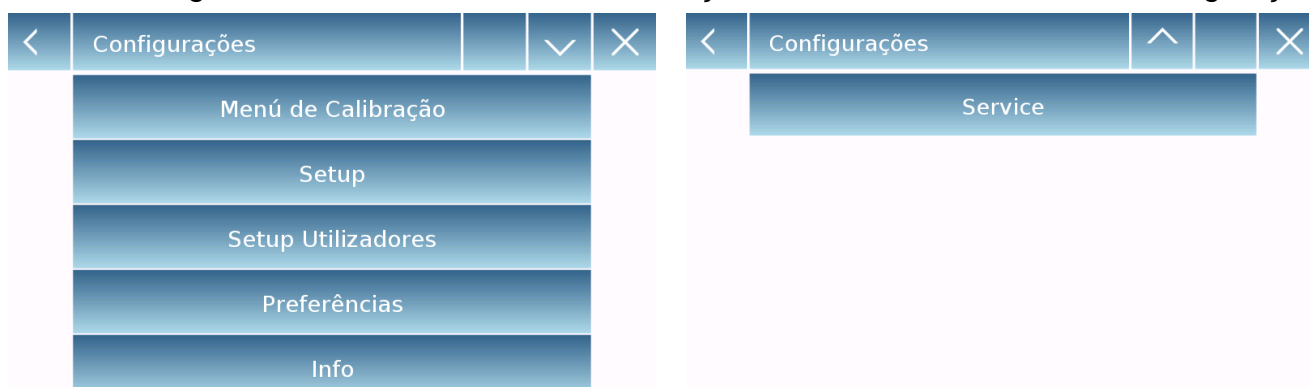 Configurações
Menú de Calibração
Setup
Setup Utilizadores
Preferências
Info
Configurações
Service